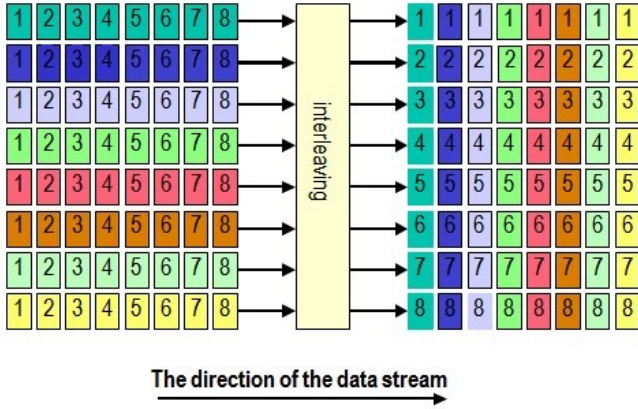 1 2 3 4 5 6 7 8 1 1 1 1 1 1 1 1
1 2 3 4 5 6 7 8 2 2 2 2 2 2 2 2
1 2 3 4 5 6 7 8 3 3 3 3 3 3 3 3
1 2 3 4 5 6 7 8 4 4 4 4 4 4 4 4
interleaving
1 2 3 4 5 6 7 8 5 5 5 5 5 5 5 5
1 2 3 4 5 6 7 8 6 6 6 6 6 6 6 6
1 2 3 4 5 6 7 8 7 7 7 7 7 7 7 7
1 2 3 4 5 6 7 8 8 8 8 8 8 8 8 8
The direction of the data stream